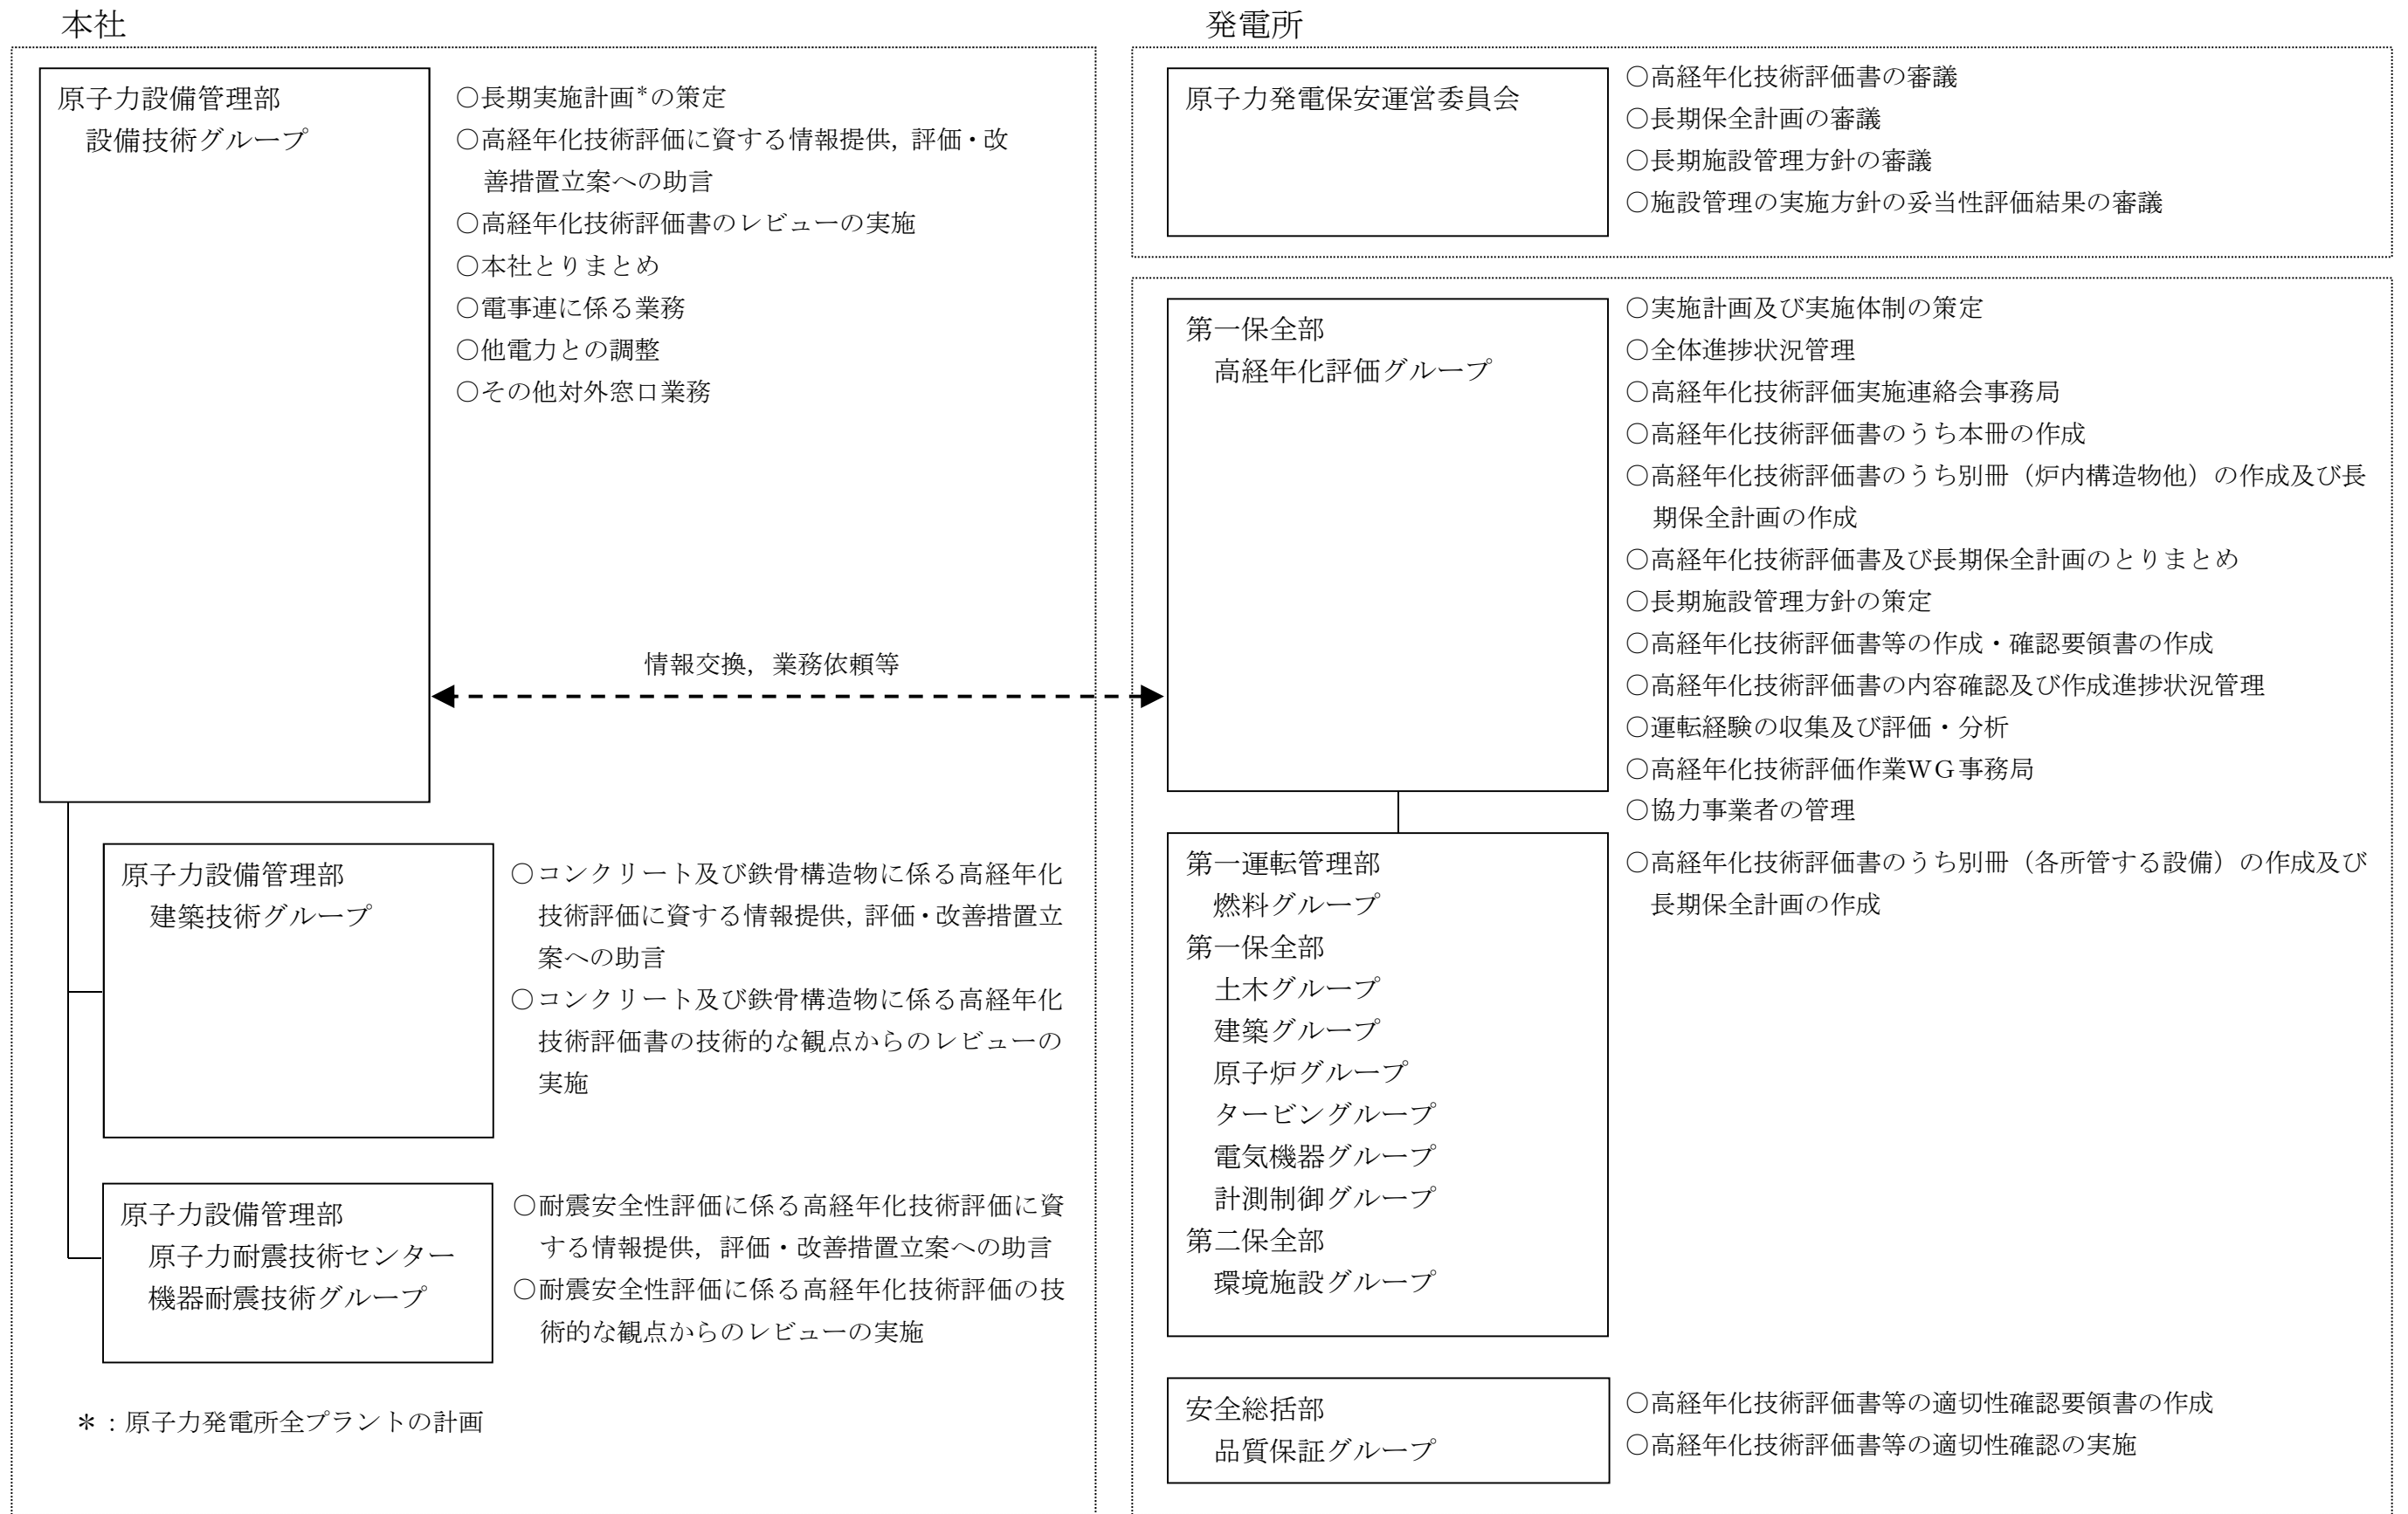 本社
原子力設備管理部
設備技術グループ
○長期実施計画*の策定
○高経年化技術評価に資する情報提供，評価・改
善措置立案への助言
○高経年化技術評価書のレビューの実施
○本社とりまとめ
○電事連に係る業務
○他電力との調整
○その他対外窓口業務
情報交換，業務依頼等
原子力設備管理部
建築技術グループ
○コンクリート及び鉄骨構造物に係る高経年化
技術評価に資する情報提供，評価・改善措置立
案への助言
○コンクリート及び鉄骨構造物に係る高経年化
技術評価書の技術的な観点からのレビューの
実施
原子力設備管理部
原子力耐震技術センター
機器耐震技術グループ
○耐震安全性評価に係る高経年化技術評価に資
する情報提供，評価・改善措置立案への助言
○耐震安全性評価に係る高経年化技術評価の技
術的な観点からのレビューの実施
＊：原子力発電所全プラントの計画
発電所
原子力発電保安運営委員会
○高経年化技術評価書の審議
○長期保全計画の審議
○長期施設管理方針の審議
○施設管理の実施方針の妥当性評価結果の審議
第一保全部
高経年化評価グループ
○実施計画及び実施体制の策定
○全体進捗状況管理
○高経年化技術評価実施連絡会事務局
○高経年化技術評価書のうち本冊の作成
○高経年化技術評価書のうち別冊（炉内構造物他）の作成及び長
期保全計画の作成
○高経年化技術評価書及び長期保全計画のとりまとめ
○長期施設管理方針の策定
○高経年化技術評価書等の作成・確認要領書の作成
○高経年化技術評価書の内容確認及び作成進捗状況管理
○運転経験の収集及び評価・分析
○高経年化技術評価作業WG事務局
○協力事業者の管理
第一運転管理部
燃料グループ
第一保全部
土木グループ
建築グループ
原子炉グループ
タービングループ
電気機器グループ
計測制御グループ
第二保全部
環境施設グループ
○高経年化技術評価書のうち別冊（各所管する設備）の作成及び
長期保全計画の作成
安全総括部
品質保証グループ
○高経年化技術評価書等の適切性確認要領書の作成
○高経年化技術評価書等の適切性確認の実施